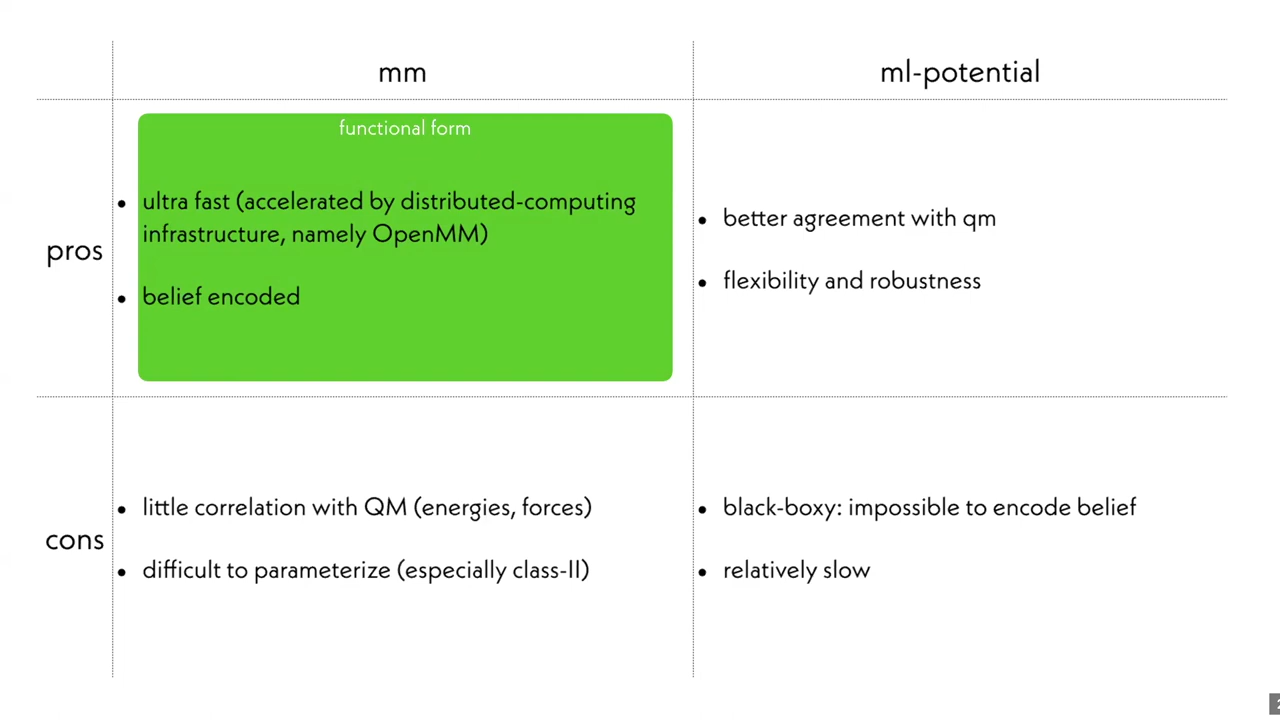 mm
ml-potential
functional form
pros
• ultra fast (accelerated by distributed-computing
infrastructure, namely OpenMM)
• belief encoded
• better agreement with qm
• flexibility and robustness
cons
• little correlation with QM (energies, forces)
• difficult to parameterize (especially class-II)
• black-boxy: impossible to encode belief
• relatively slow